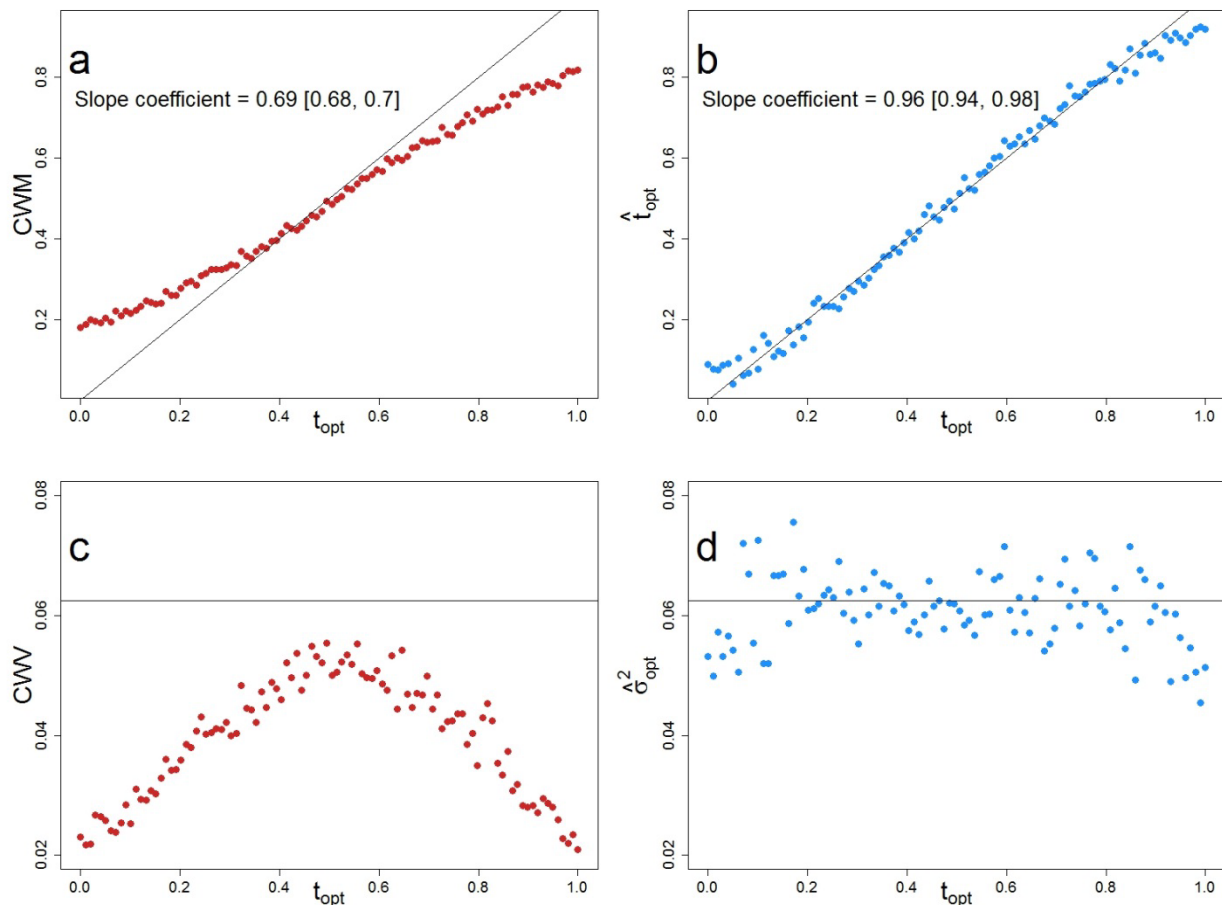 a
Slope coefficient = 0.69 [0.68, 0.7]
CWM
0.2 0.4 0.6 0.8
0.0 0.2 0.4 0.6 0.8 1.0
t_opt
b
Slope coefficient = 0.96 [0.94, 0.98]
t̂_opt
0.2 0.4 0.6 0.8
0.0 0.2 0.4 0.6 0.8 1.0
t_opt
c
CWV
0.02 0.04 0.06 0.08
0.0 0.2 0.4 0.6 0.8 1.0
t_opt
d
σ̂²_opt
0.02 0.04 0.06 0.08
0.0 0.2 0.4 0.6 0.8 1.0
t_opt